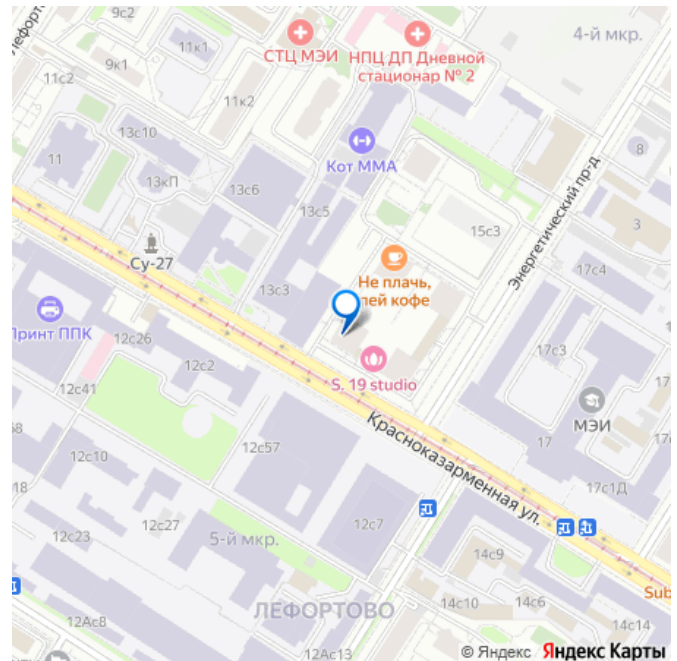 Лефорто
9с2
11к1
СТЦ МЭИ
НПЦ ДП Дневной
стационар № 2
4-й мкр.
9к1
11с2
11к2
13с10
Кот ММА
8
11
13кП
13с6
13с5
15с3
3
Энергетический пр-д
Су-27
Не плачь,
пей кофе
17с4
13с3
Принт ППК
12с26
17с3
12с2
S. 19 studio
12с41
МЭИ
17
Красноказарменная ул.
12с57
12с10
17с1Д
12с7
12с27
12с23
5-й мкр.
14с9
ЛЕФОРТОВО
14с10
14с6
Sub
12Ас8
14с14
12Ас13
© Яндекс Яндекс Карты